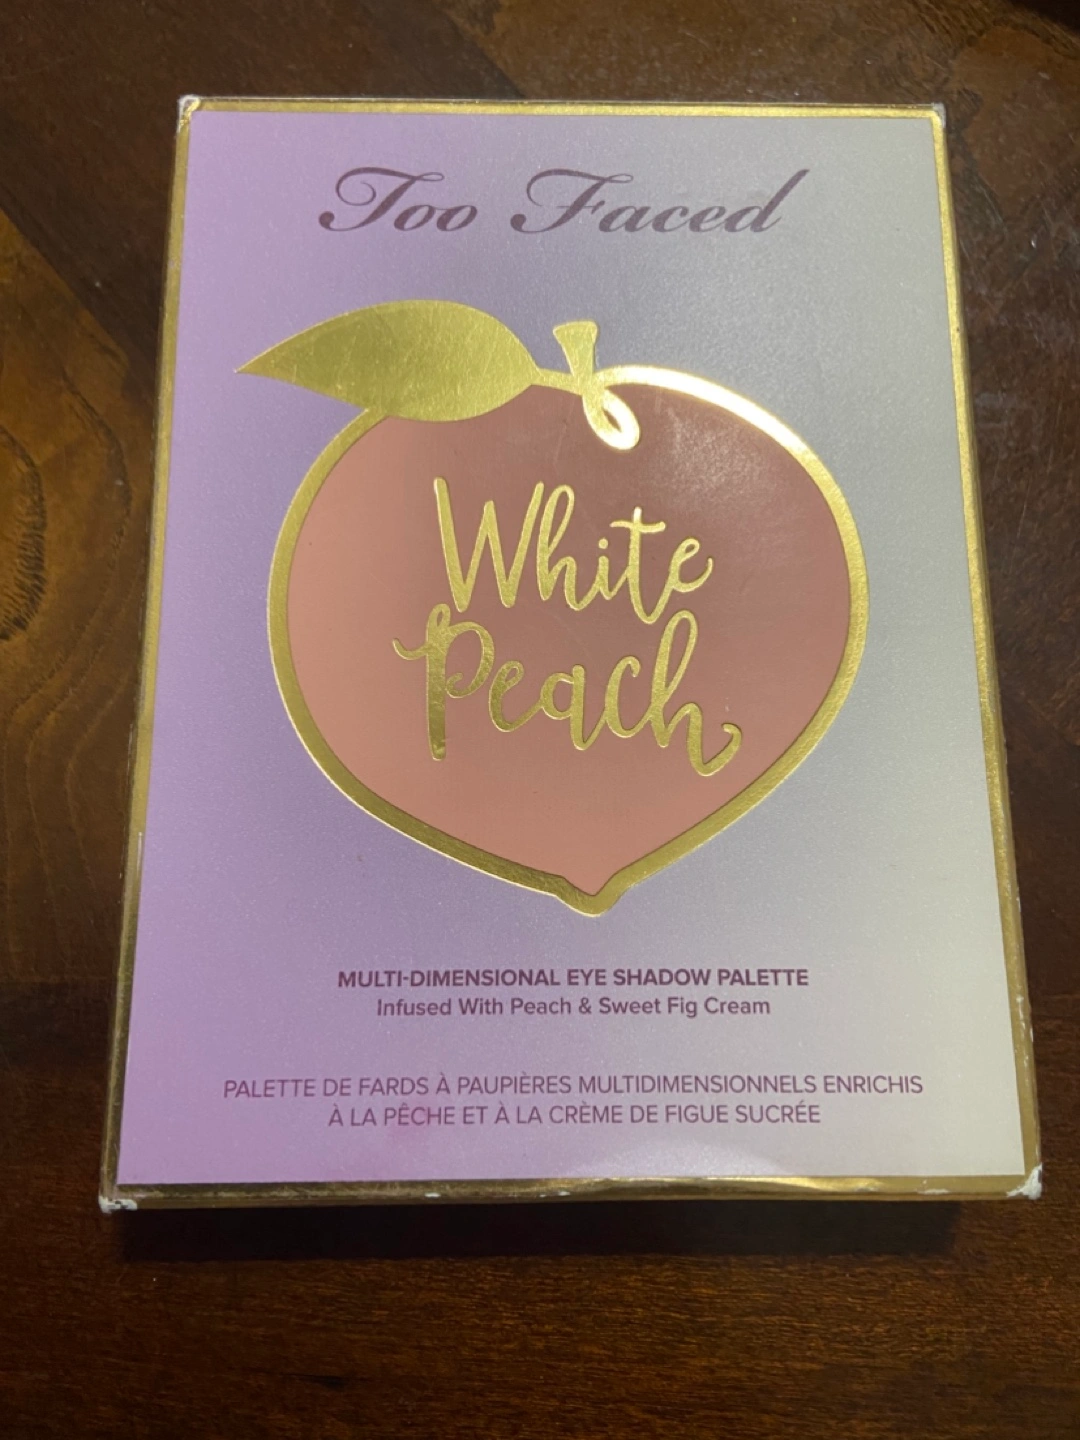 Too Faced
White
Peach
MULTI-DIMENSIONAL EYE SHADOW PALETTE
Infused With Peach & Sweet Fig Cream
PALETTE DE FARDS À PAUPIÈRES MULTIDIMENSIONNELS ENRICHIS
À LA PÊCHE ET À LA CRÈME DE FIGUE SUCRÉE